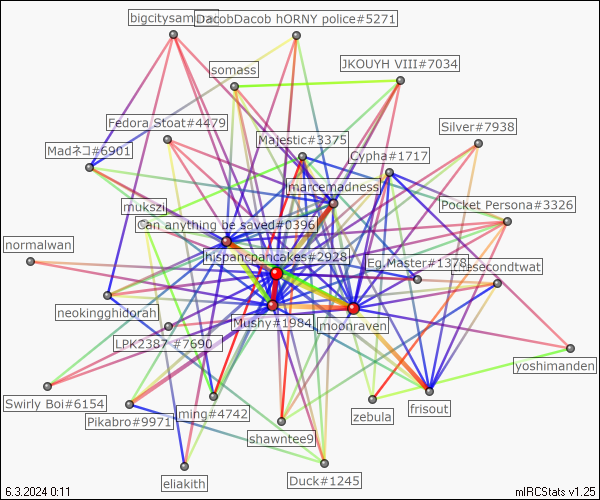 bigcitysam
DacobDacob hORNY police#5271
somass
JKOUYH VIII#7034
Fedora Stoat#4479
Silver#7938
Majestic#3375
Madネコ#6901
Cypha#1717
marcemadness
mukszii
Pocket Persona#3326
Can anything be saved#0396
normalwan
hispancpancakes#2928
Eg.Master#1378
hesecondtwat
neokingghidorah
Mushy#1984
moonraven
LPK2387 #7690
yoshimanden
Swirly Boi#6154
frisout
Pikabro#9971
ming#4742
zebula
shawntee9
eliakith
Duck#1245
6.3.2024 0:11
mIRCStats v1.25